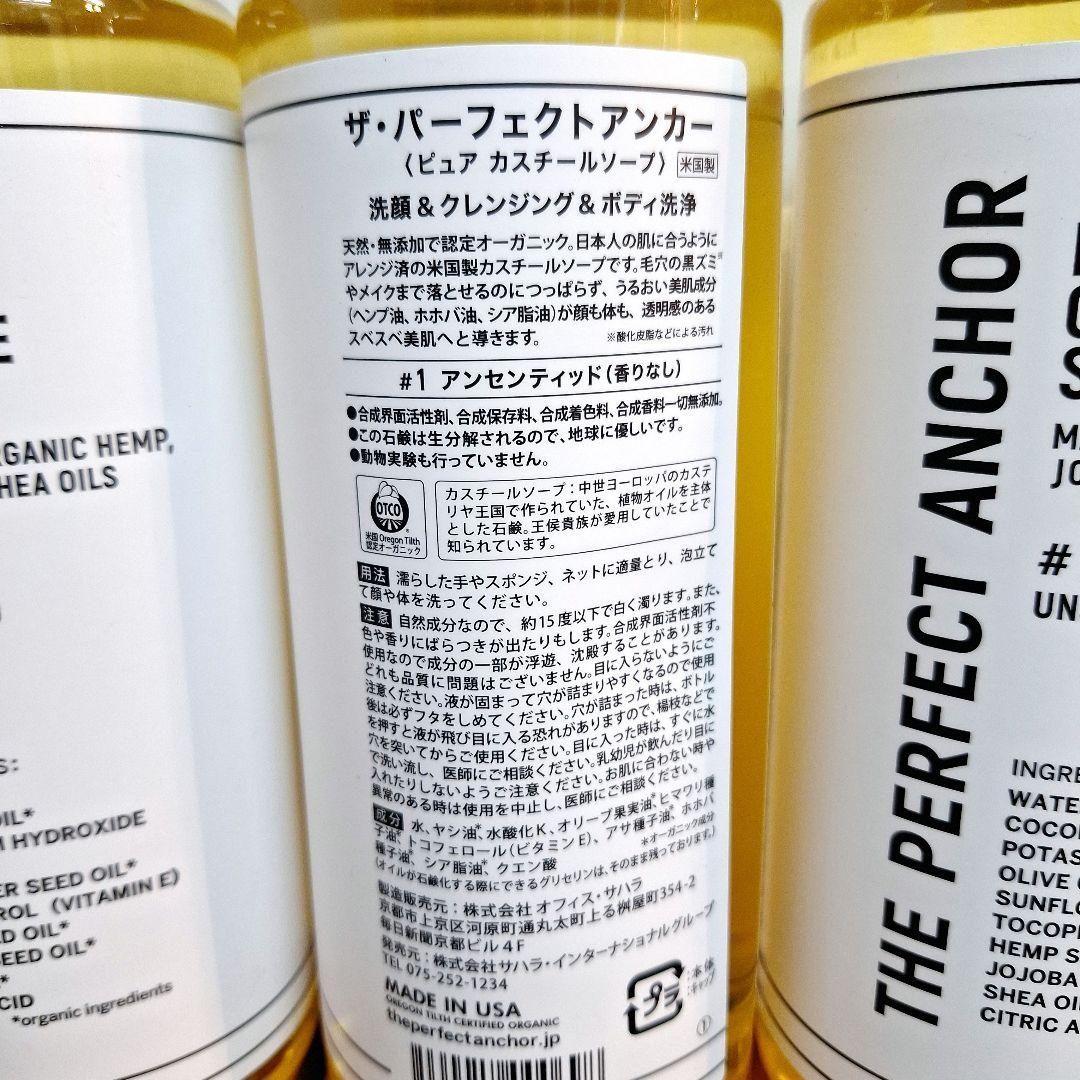 E
RGANIC HEMP,
HEA OILS
S:
OIL*
M HYDROXIDE
ER SEED OIL*
ROL (VITAMIN E)
D OIL*
SEED OIL*
*
CID
*organic ingredients
ザ・パーフェクトアンカー
〈ピュア カスチールソープ〉 米国製
洗顔&クレンジング&ボディ洗浄
天然・無添加で認定オーガニック。日本人の肌に合うように
アレンジ済の米国製カスチールソープです。毛穴の黒ズミ※
やメイクまで落とせるのにつっぱらず、うるおい美肌成分
(ヘンプ油、ホホバ油、シア脂油)が顔も体も、透明感のある
スベスベ美肌へと導きます。 ※酸化皮脂などによる汚れ
#1 アンセンティッド(香りなし)
●合成界面活性剤、合成保存料、合成着色料、合成香料一切無添加。
●この石鹸は生分解されるので、地球に優しいです。
●動物実験も行っていません。
OTCO
米国 Oregon Tilth
認定オーガニック
カスチールソープ:中世ヨーロッパのカステ
リヤ王国で作られていた、植物オイルを主体
とした石鹸。王侯貴族が愛用していたことで
知られています。
用法 濡らした手やスポンジ、ネットに適量とり、泡立て
て顔や体を洗ってください。
注意 自然成分なので、約15度以下で白く濁ります。また、
色や香りにばらつきが出たりもします。合成界面活性剤不
使用なので成分の一部が浮遊、沈殿することがあります。
どれも品質に問題はございません。目に入らないようにご
注意ください。液が固まって穴が詰まりやすくなるので使用
後は必ずフタをしめてください。穴が詰まった時は、ボトル
を押すと液が飛び目に入る恐れがありますので、楊枝などで
穴を突いてからご使用ください。目に入った時は、すぐに水
で洗い流し、医師にご相談ください。乳幼児が飲んだり目に
入れたりしないようご注意ください。お肌に合わない時や
異常のある時は使用を中止し、医師にご相談ください。
成分 水、ヤシ油*、水酸化K、オリーブ果実油*、ヒマワリ種
子油*、トコフェロール(ビタミンE)、アサ種子油*、ホホバ
種子油*、シア脂油*、クエン酸 *オーガニック成分
(オイルが石鹸化する際にできるグリセリンは、そのまま残っております。)
製造販売元:株式会社 オフィス・サハラ
京都市上京区河原町通丸太町上る桝屋町354-2
毎日新聞京都ビル4F
発売元:株式会社サハラ・インターナショナルグループ
TEL 075-252-1234
MADE IN USA
OREGON TILTH CERTIFIED ORGANIC
theperfectanchor.jp
プラ
:本体
:キャップ
①
THE PERFECT ANCHOR
S
M
JO
#
UN
INGRE
WATE
COCO
POTAS
OLIVE
SUNFL
TOCOP
HEMP S
JOJOBA
SHEA OI
CITRIC A